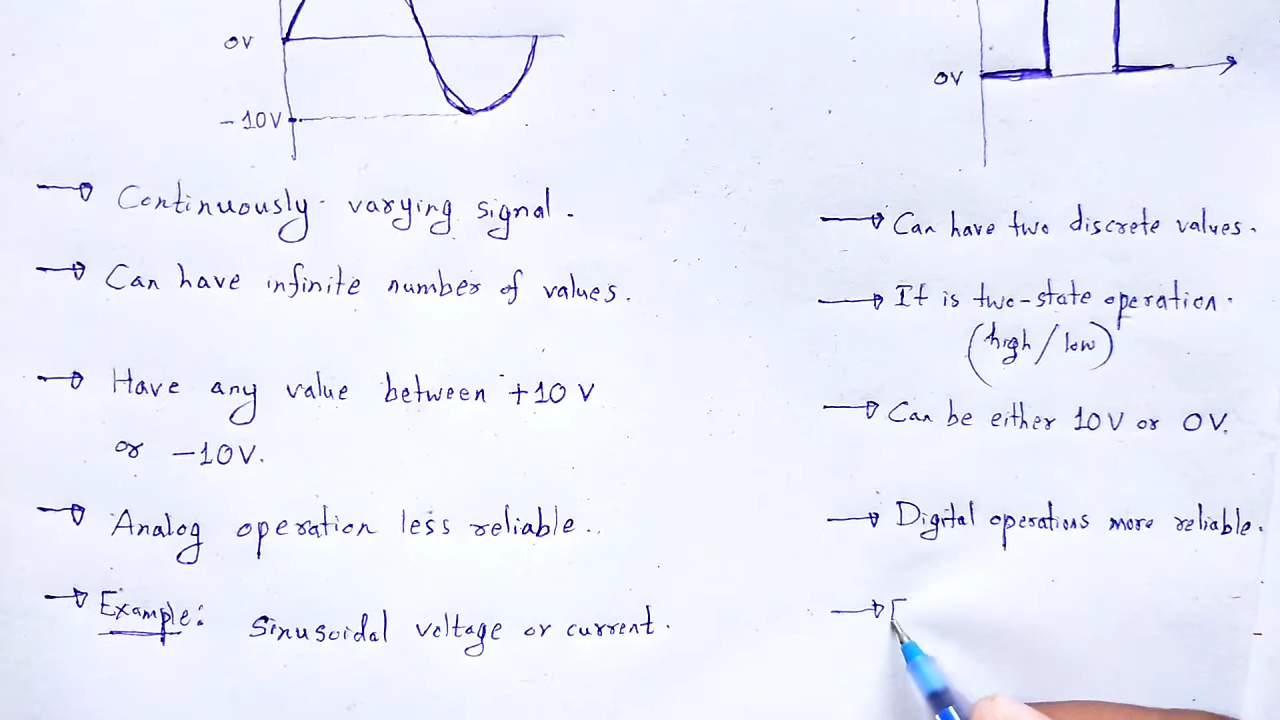 0V
-10V
→ Continuously varying signal.
→ Can have infinite number of values.
→ Have any value between +10V
or -10V.
→ Analog operation less reliable.
→ Example: Sinusoidal voltage or current.
0V
→ Can have two discrete values.
→ It is two-state operation.
(high/low)
→ Can be either 10V or 0V.
→ Digital operations more reliable.
→